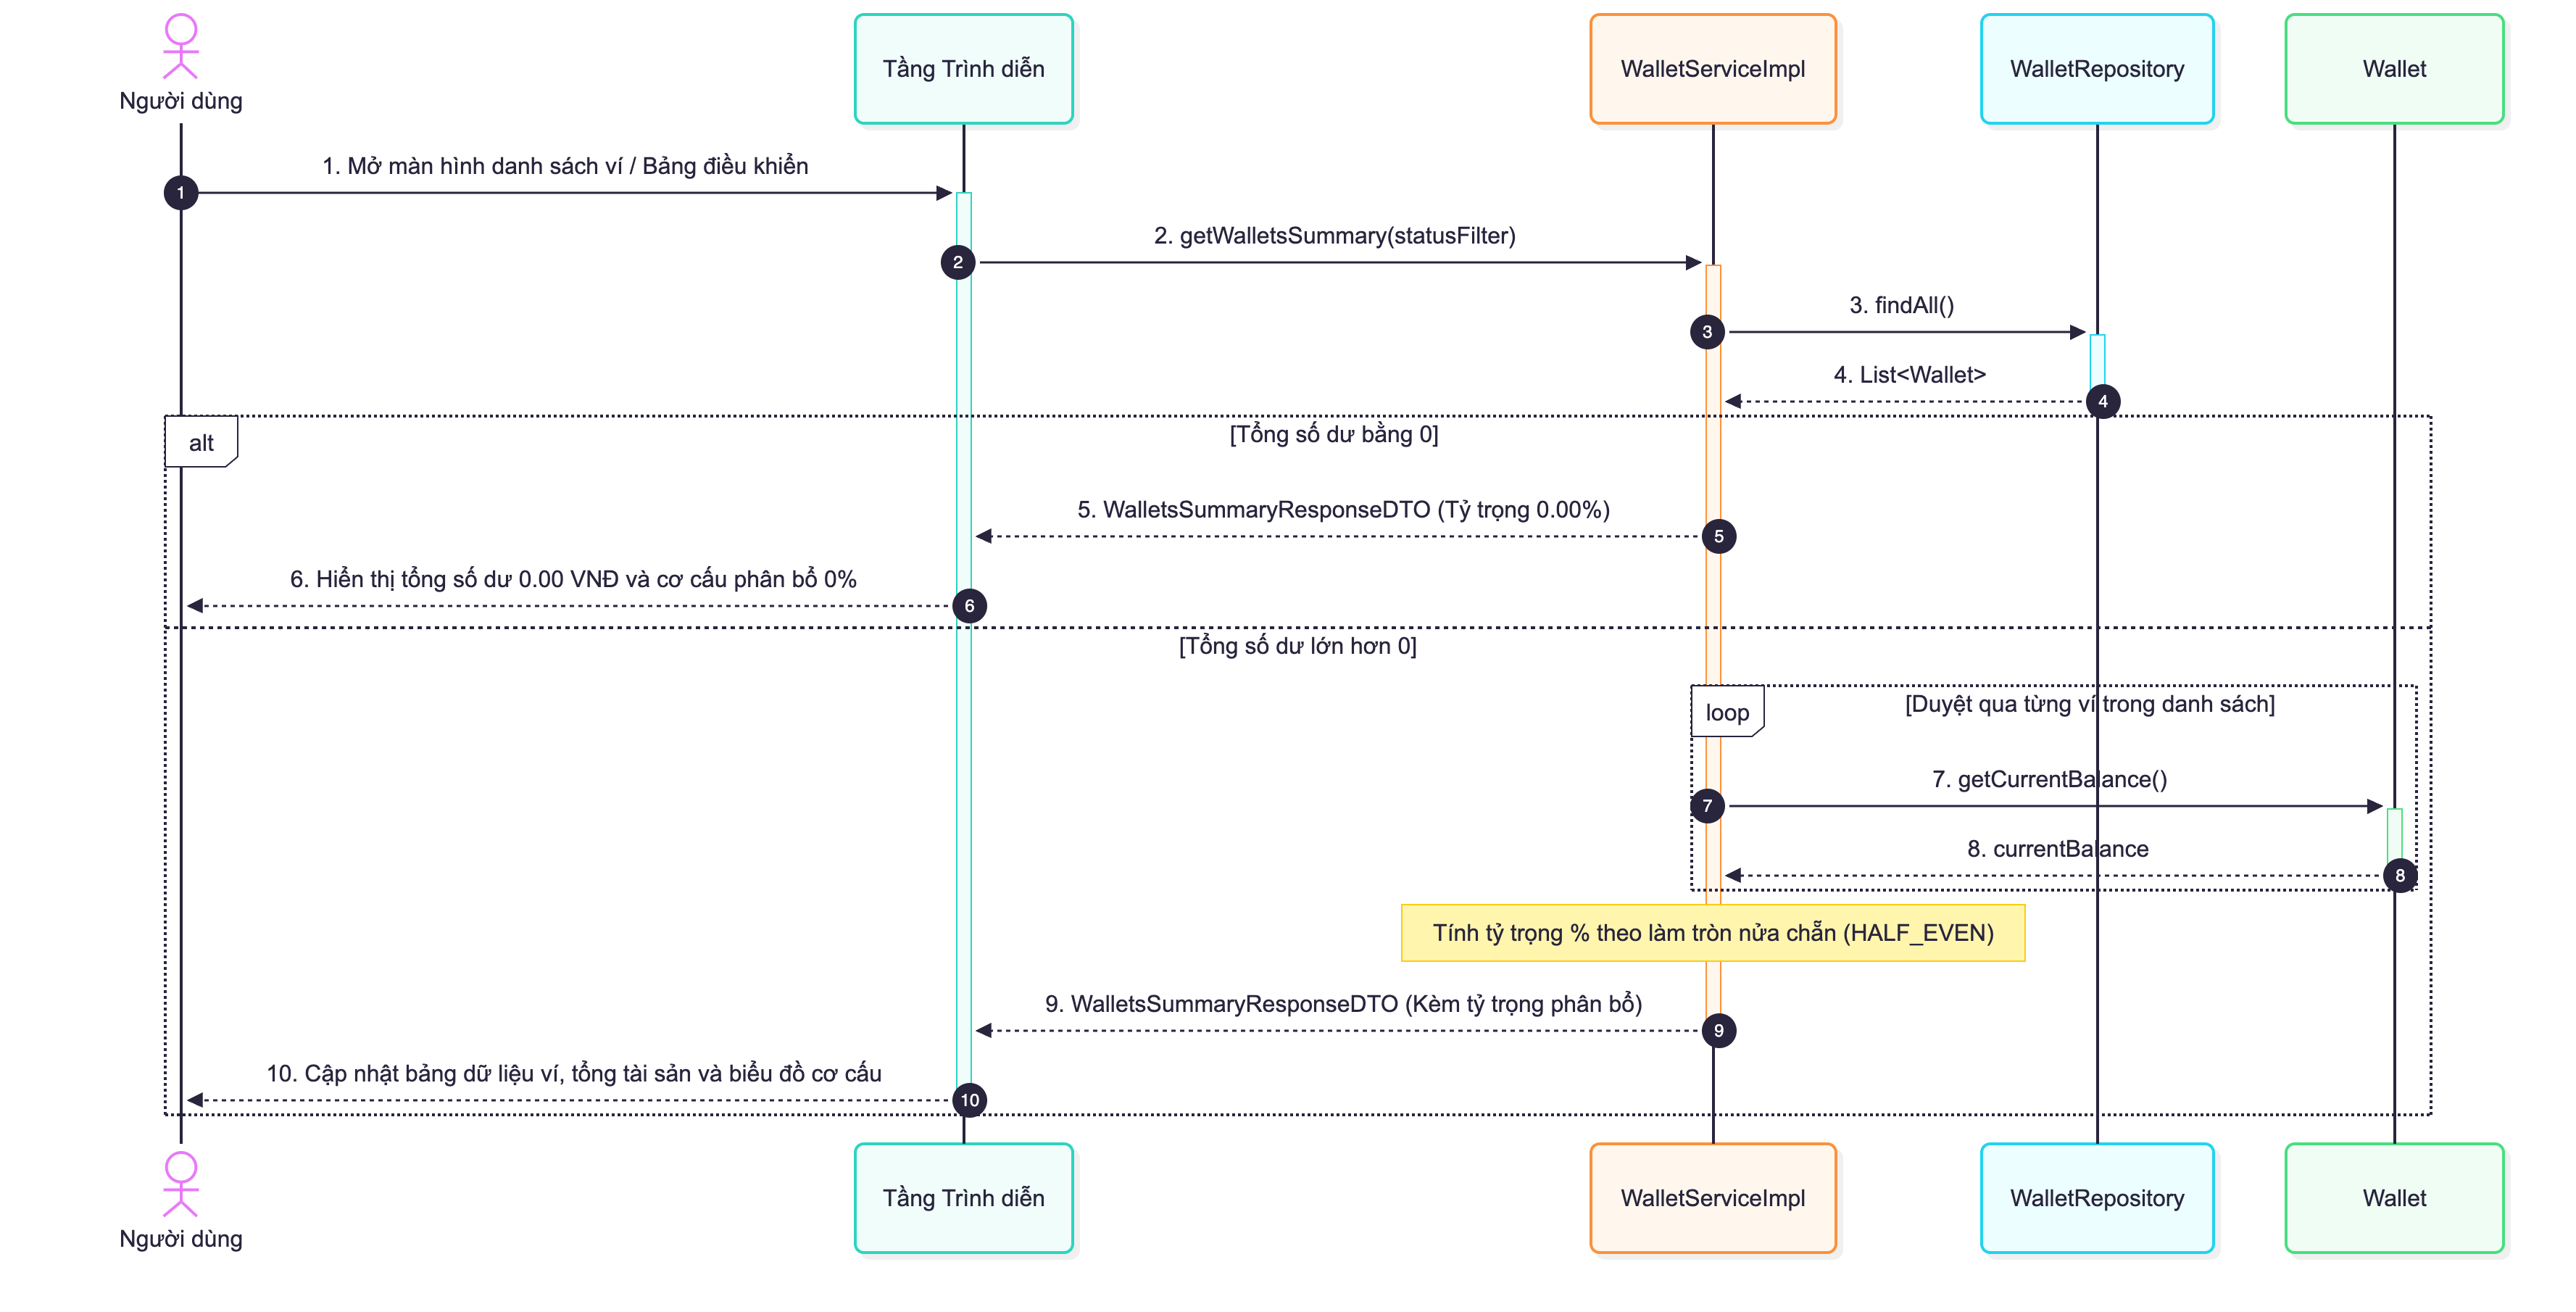 Người dùng
Tầng Trình diễn
WalletServiceImpl
WalletRepository
Wallet
1. Mở màn hình danh sách ví / Bảng điều khiển
1
2. getWalletsSummary(statusFilter)
2
3. findAll()
3
4. List<Wallet>
4
alt
[Tổng số dư bằng 0]
5. WalletsSummaryResponseDTO (Tỷ trọng 0.00%)
5
6. Hiển thị tổng số dư 0.00 VNĐ và cơ cấu phân bổ 0%
6
[Tổng số dư lớn hơn 0]
loop
[Duyệt qua từng ví trong danh sách]
7. getCurrentBalance()
7
8. currentBalance
8
Tính tỷ trọng % theo làm tròn nửa chẵn (HALF_EVEN)
9. WalletsSummaryResponseDTO (Kèm tỷ trọng phân bổ)
9
10. Cập nhật bảng dữ liệu ví, tổng tài sản và biểu đồ cơ cấu
10
Người dùng
Tầng Trình diễn
WalletServiceImpl
WalletRepository
Wallet